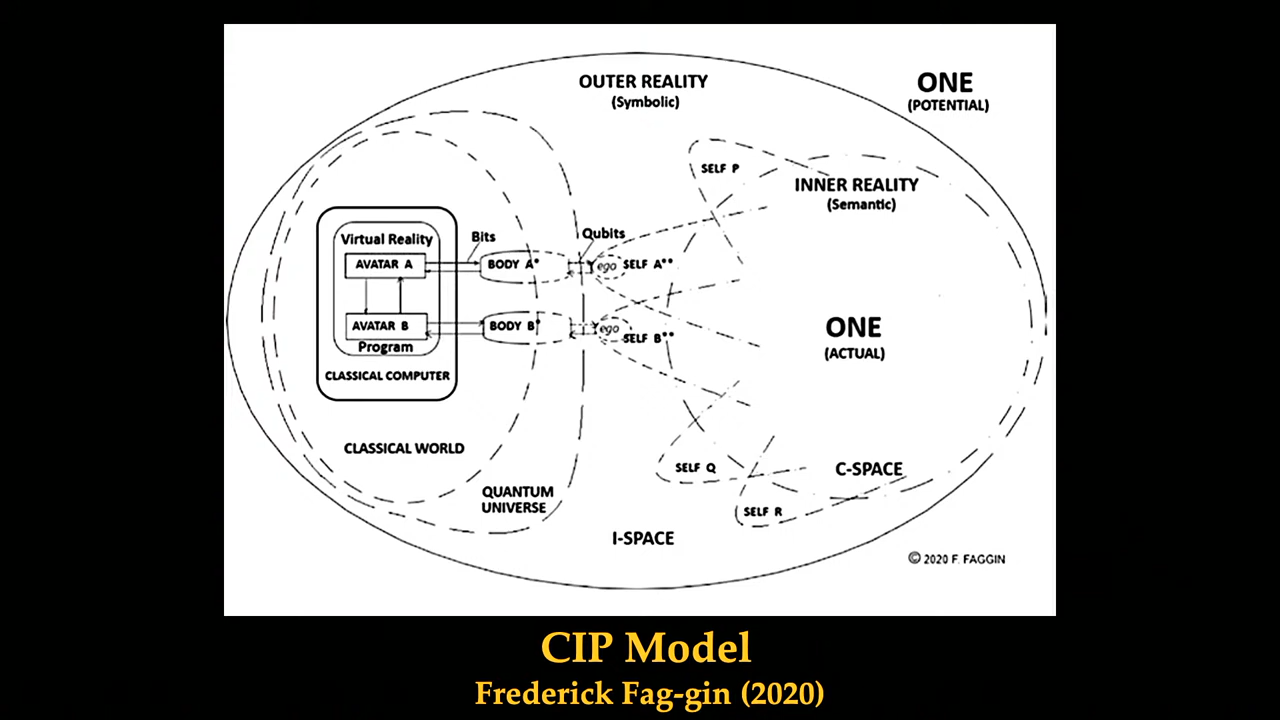 OUTER REALITY
(Symbolic)
ONE
(POTENTIAL)
SELF P
INNER REALITY
(Semantic)
Virtual Reality
Bits
Qubits
AVATAR A
BODY A*
ego
SELF A**
AVATAR B
BODY B*
ego
SELF B**
Program
CLASSICAL COMPUTER
ONE
(ACTUAL)
CLASSICAL WORLD
SELF Q
C-SPACE
QUANTUM
UNIVERSE
SELF R
I-SPACE
© 2020 F. FAGGIN
CIP Model
Frederick Fag-gin (2020)